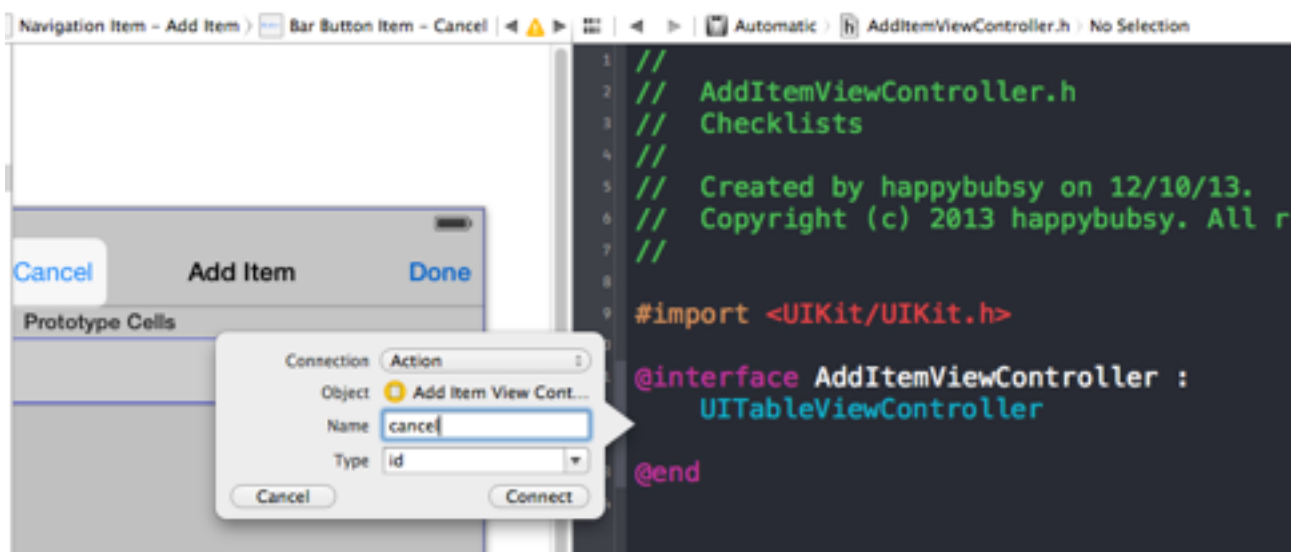 Navigation Item – Add Item Bar Button Item – Cancel
Automatic AddItemViewController.h No Selection
Cancel Add Item Done
Prototype Cells
Connection Action
Object Add Item View Cont...
Name cancel
Type id
Cancel Connect
1 //
2 // AddItemViewController.h
3 // Checklists
4 //
5 // Created by happybubsy on 12/10/13.
6 // Copyright (c) 2013 happybubsy. All r
7 //
8
9 #import <UIKit/UIKit.h>
@interface AddItemViewController :
UITableViewController
@end